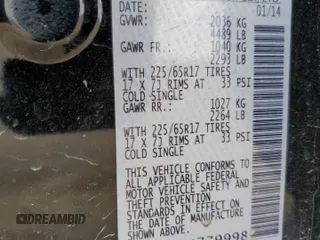 DATE: 01/14
GVWR: 2036 KG
4489 LB
GAWR FR: 1040 KG
2293 LB
WITH 225/65R17 TIRES
17 X 7J RIMS AT 33 PSI
COLD SINGLE
GAWR RR: 1027 KG
2264 LB
WITH 225/65R17 TIRES
17 X 7J RIMS AT 33 PSI
COLD SINGLE
THIS VEHICLE CONFORMS TO
ALL APPLICABLE FEDERAL
MOTOR VEHICLE SAFETY AND
THEFT PREVENTION
STANDARDS IN EFFECT ON
THE DATE OF MANUFACTURE
SHOWN ABOVE.
DREAMBID